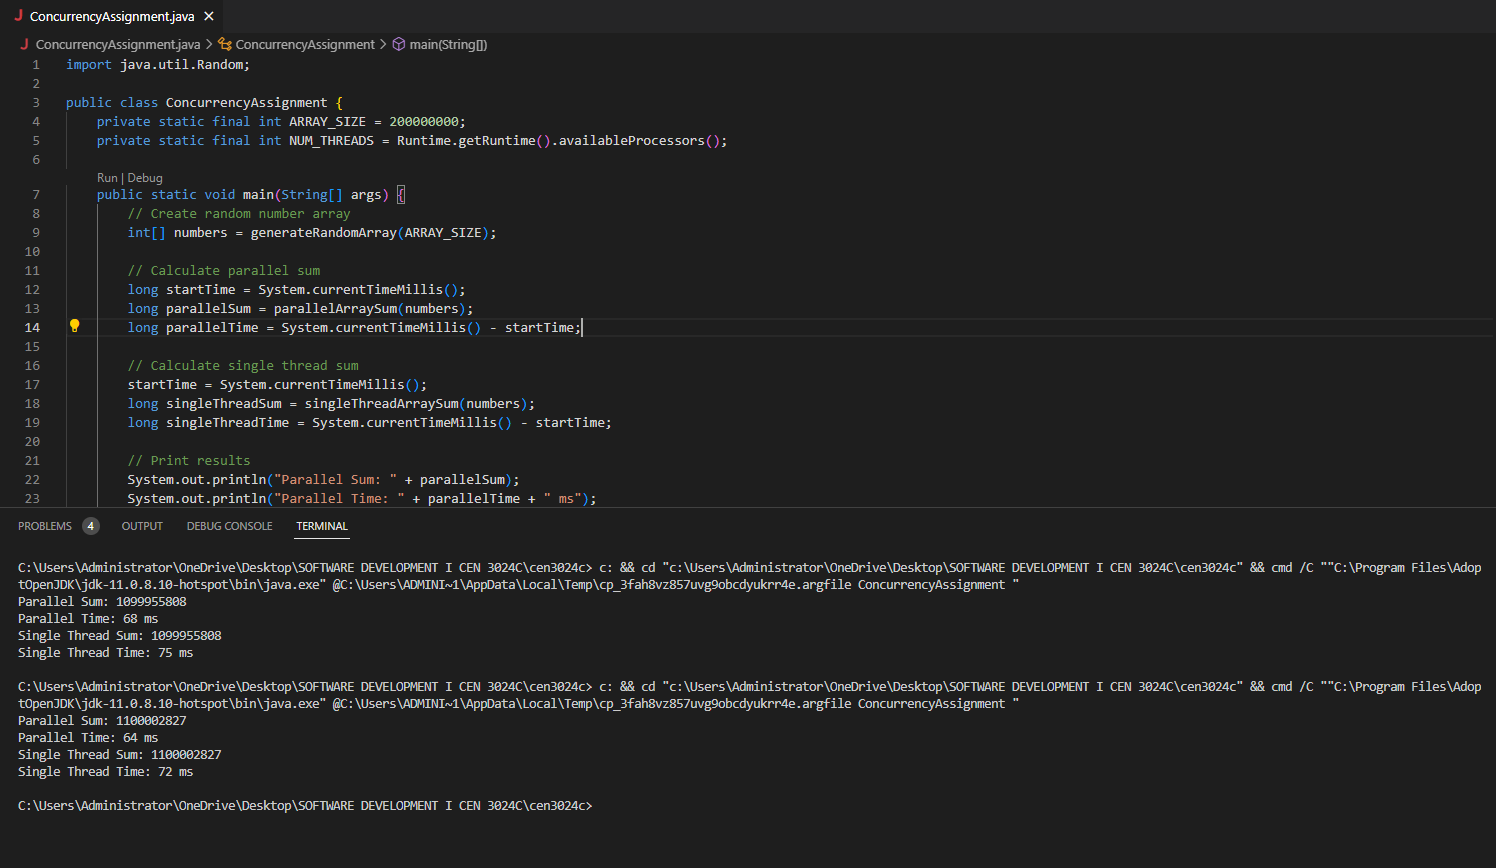 J ConcurrencyAssignment.java ×
J ConcurrencyAssignment.java > ConcurrencyAssignment > main(String[])
1 import java.util.Random;
2
3 public class ConcurrencyAssignment {
4     private static final int ARRAY_SIZE = 200000000;
5     private static final int NUM_THREADS = Runtime.getRuntime().availableProcessors();
6
Run | Debug
7     public static void main(String[] args) {
8         // Create random number array
9         int[] numbers = generateRandomArray(ARRAY_SIZE);
10
11         // Calculate parallel sum
12         long startTime = System.currentTimeMillis();
13         long parallelSum = parallelArraySum(numbers);
14         long parallelTime = System.currentTimeMillis() - startTime;
15
16         // Calculate single thread sum
17         startTime = System.currentTimeMillis();
18         long singleThreadSum = singleThreadArraySum(numbers);
19         long singleThreadTime = System.currentTimeMillis() - startTime;
20
21         // Print results
22         System.out.println("Parallel Sum: " + parallelSum);
23         System.out.println("Parallel Time: " + parallelTime + " ms");
PROBLEMS 4 OUTPUT DEBUG CONSOLE TERMINAL
C:\Users\Administrator\OneDrive\Desktop\SOFTWARE DEVELOPMENT I CEN 3024C\cen3024c> c: && cd "c:\Users\Administrator\OneDrive\Desktop\SOFTWARE DEVELOPMENT I CEN 3024C\cen3024c" && cmd /C ""C:\Program Files\Adop
tOpenJDK\jdk-11.0.8.10-hotspot\bin\java.exe" @C:\Users\ADMINI~1\AppData\Local\Temp\cp_3fah8vz857uvg9obcdyukrr4e.argfile ConcurrencyAssignment "
Parallel Sum: 1099955808
Parallel Time: 68 ms
Single Thread Sum: 1099955808
Single Thread Time: 75 ms
C:\Users\Administrator\OneDrive\Desktop\SOFTWARE DEVELOPMENT I CEN 3024C\cen3024c> c: && cd "c:\Users\Administrator\OneDrive\Desktop\SOFTWARE DEVELOPMENT I CEN 3024C\cen3024c" && cmd /C ""C:\Program Files\Adop
tOpenJDK\jdk-11.0.8.10-hotspot\bin\java.exe" @C:\Users\ADMINI~1\AppData\Local\Temp\cp_3fah8vz857uvg9obcdyukrr4e.argfile ConcurrencyAssignment "
Parallel Sum: 1100002827
Parallel Time: 64 ms
Single Thread Sum: 1100002827
Single Thread Time: 72 ms
C:\Users\Administrator\OneDrive\Desktop\SOFTWARE DEVELOPMENT I CEN 3024C\cen3024c>